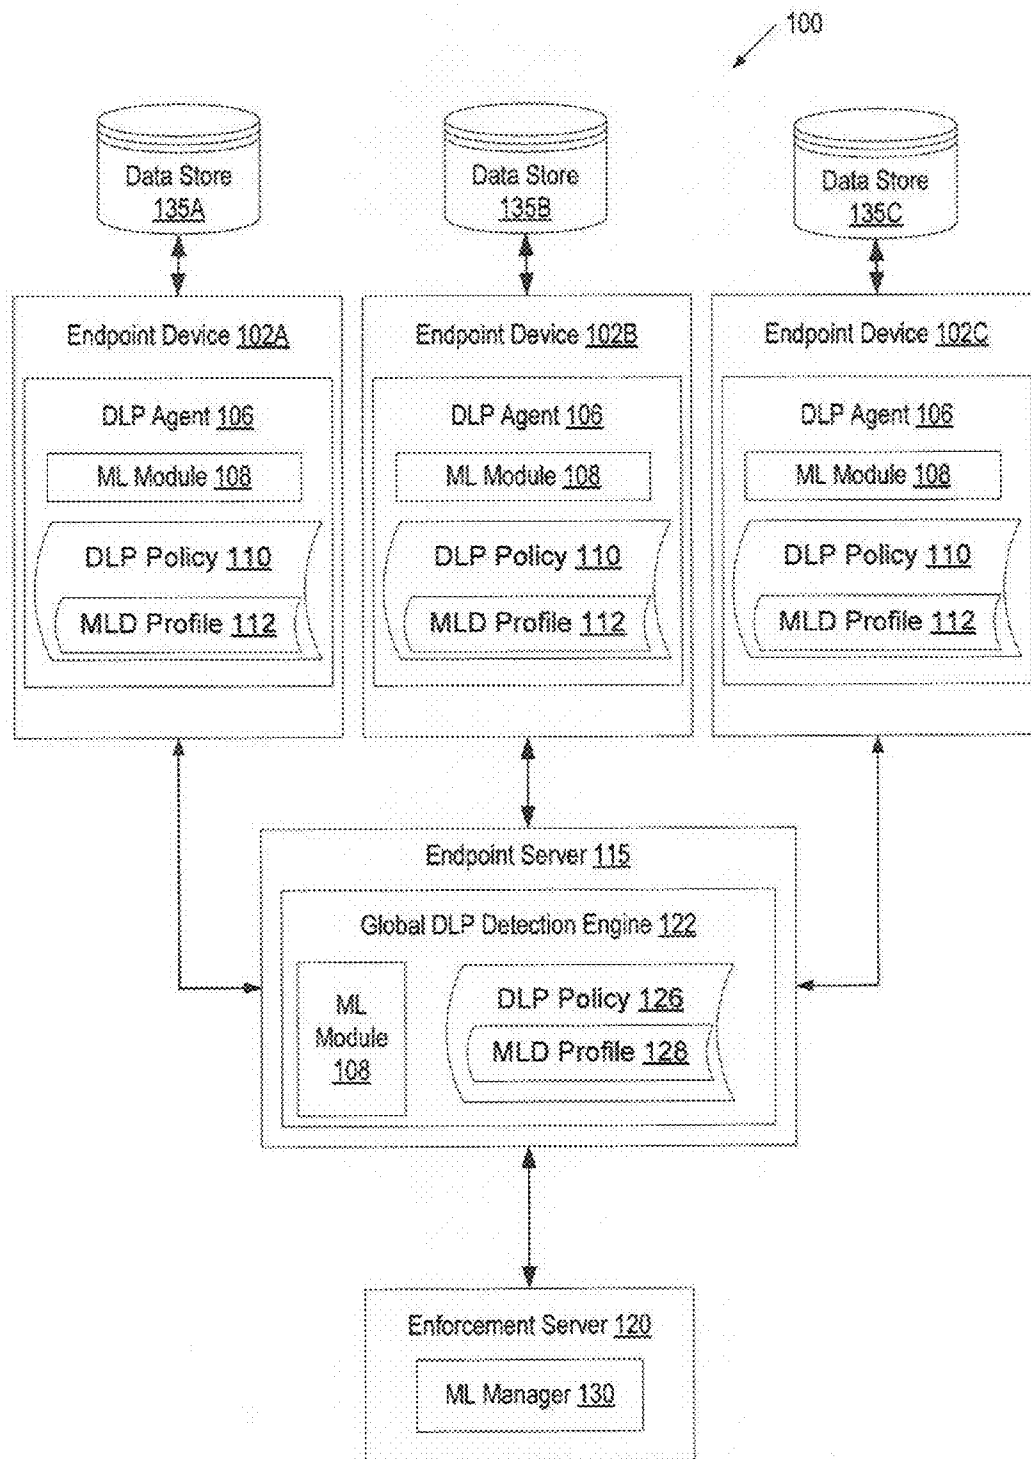 100
Data Store
135A
Data Store
135B
Data Store
135C
Endpoint Device 102A
DLP Agent 106
ML Module 108
DLP Policy 110
MLD Profile 112
Endpoint Device 102B
DLP Agent 106
ML Module 108
DLP Policy 110
MLD Profile 112
Endpoint Device 102C
DLP Agent 106
ML Module 108
DLP Policy 110
MLD Profile 112
Endpoint Server 115
Global DLP Detection Engine 122
ML
Module
108
DLP Policy 126
MLD Profile 128
Enforcement Server 120
ML Manager 130